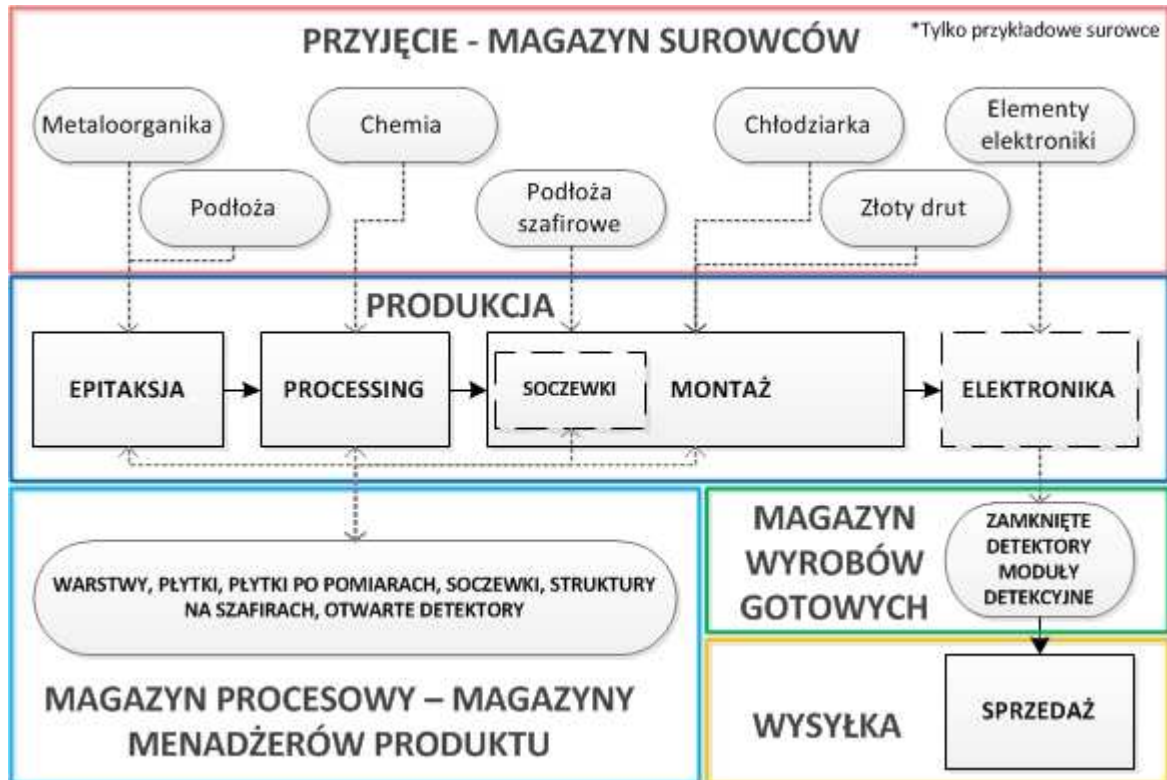 PRZYJĘCIE - MAGAZYN SUROWCÓW
*Tylko przykładowe surowce
Metaloorganika
Chemia
Chłodziarka
Elementy
elektroniki
Podłoża
Podłoża
szafirowe
Złoty drut
PRODUKCJA
EPITAKSJA
PROCESSING
SOCZEWKI
MONTAŻ
ELEKTRONIKA
WARSTWY, PŁYTKI, PŁYTKI PO POMIARACH, SOCZEWKI, STRUKTURY
NA SZAFIRACH, OTWARTE DETEKTORY
MAGAZYN PROCESOWY – MAGAZYNY
MENADŻERÓW PRODUKTU
MAGAZYN
WYROBÓW
GOTOWYCH
ZAMKNIĘTE
DETEKTORY
MODUŁY
DETEKCYJNE
WYSYŁKA
SPRZEDAŻ